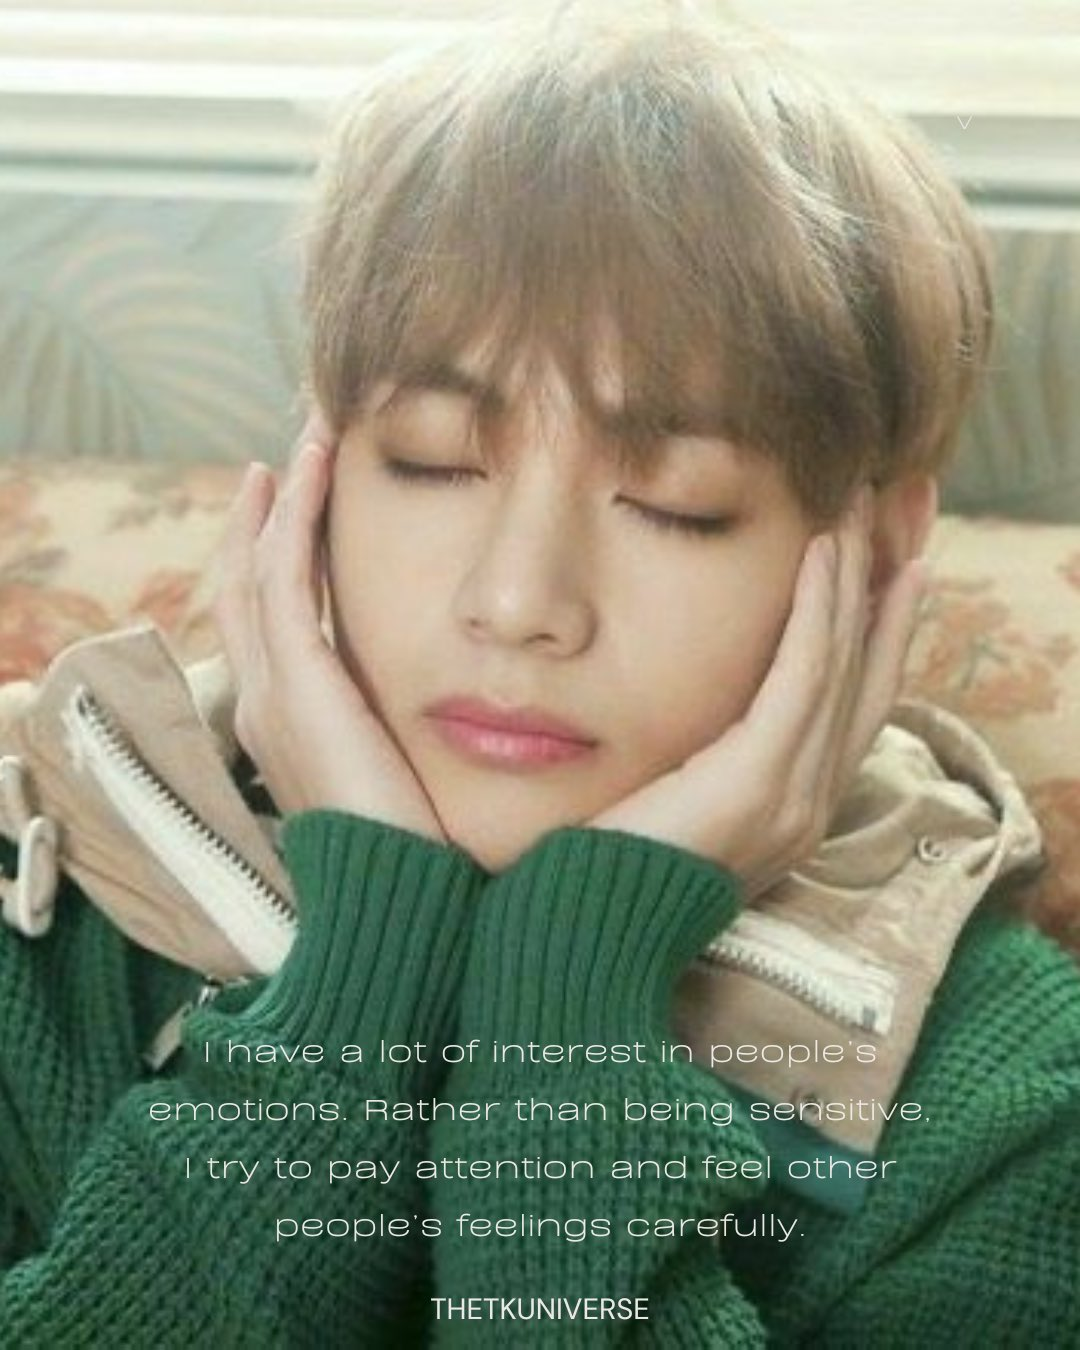 V
I have a lot of interest in people's
emotions. Rather than being sensitive,
I try to pay attention and feel other
people's feelings carefully.
THETKUNIVERSE